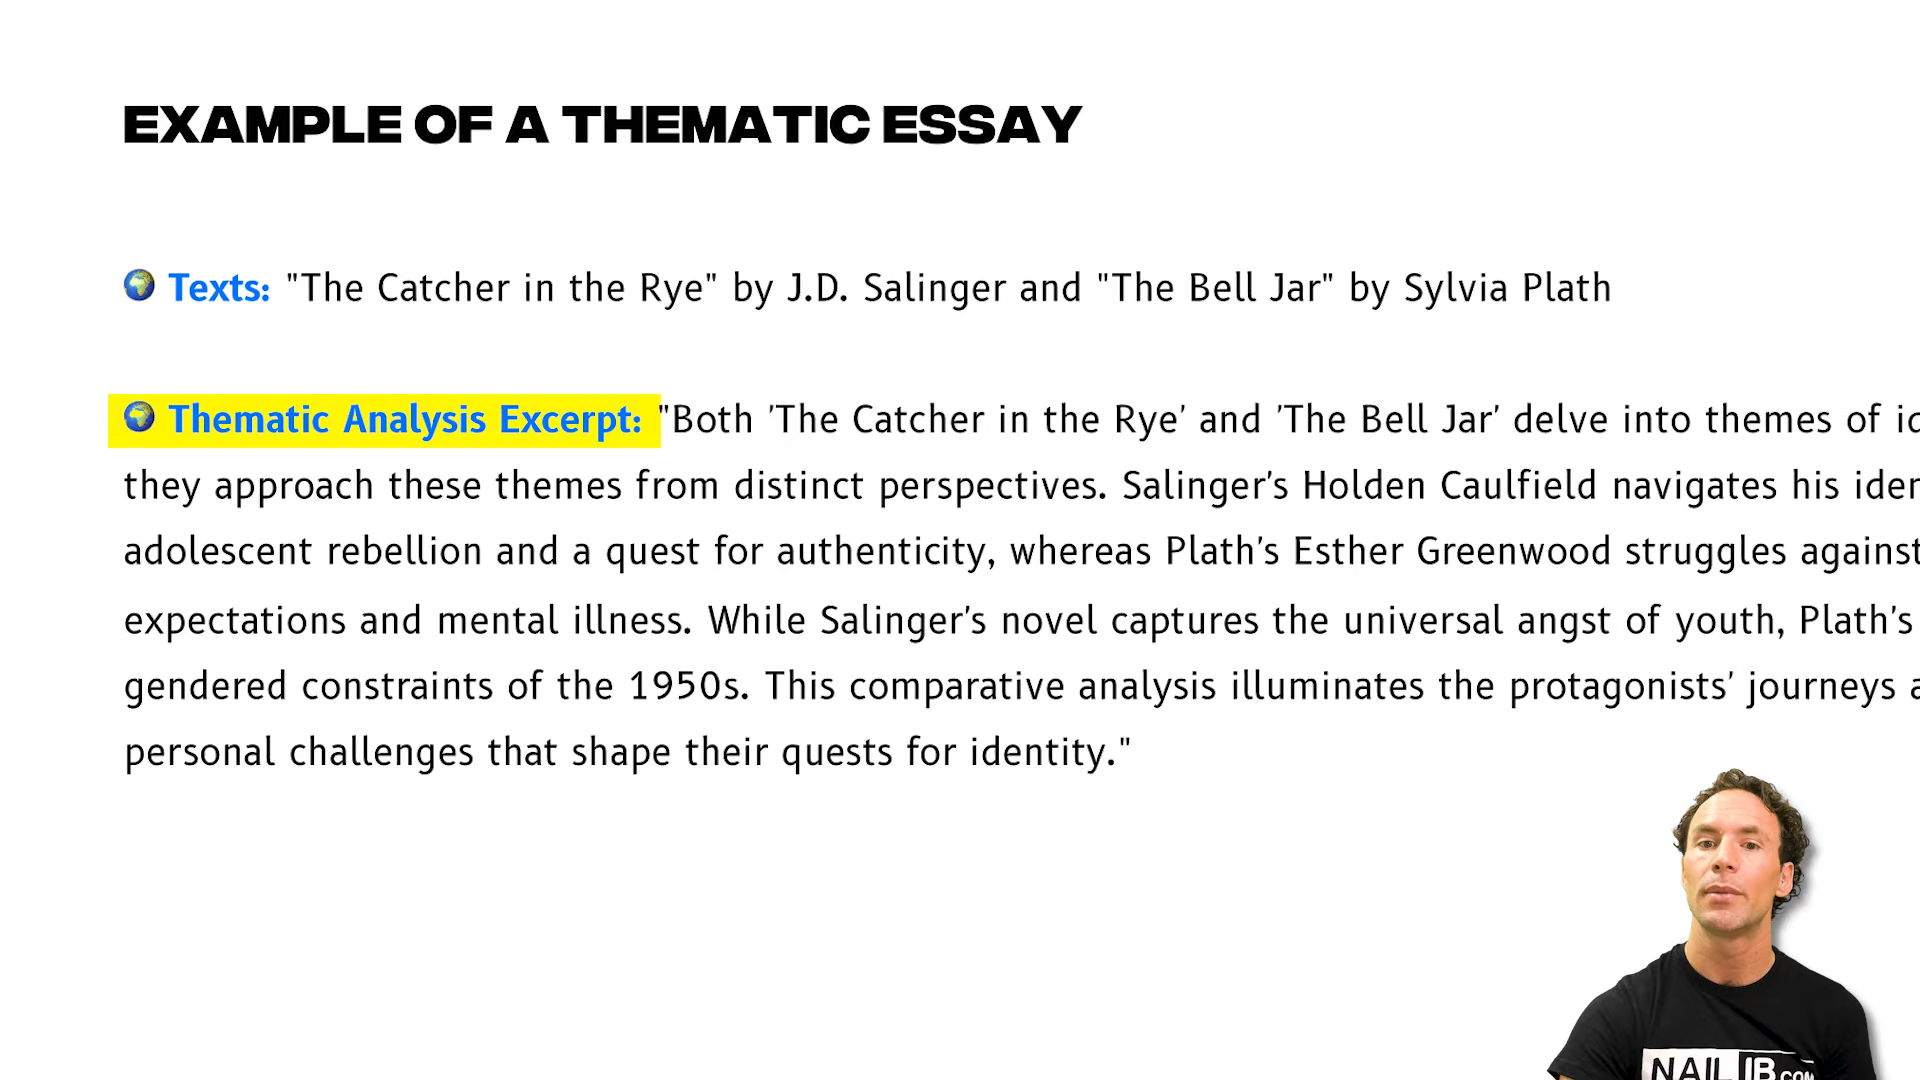 EXAMPLE OF A THEMATIC ESSAY
Texts: "The Catcher in the Rye" by J.D. Salinger and "The Bell Jar" by Sylvia Plath
Thematic Analysis Excerpt: "Both 'The Catcher in the Rye' and 'The Bell Jar' delve into themes of
they approach these themes from distinct perspectives. Salinger's Holden Caulfield navigates his
adolescent rebellion and a quest for authenticity, whereas Plath's Esther Greenwood struggles against
expectations and mental illness. While Salinger's novel captures the universal angst of youth, Plath's
gendered constraints of the 1950s. This comparative analysis illuminates the protagonists' journeys
personal challenges that shape their quests for identity."
NAIL IB.COM